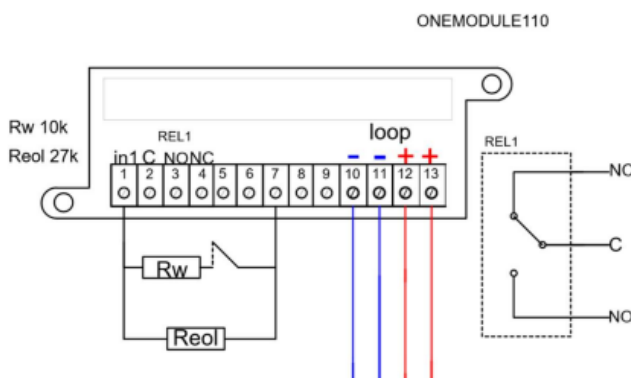 ONEMODULE110
Rw 10k
Reol 27k
REL1
loop
in1 C NO NC
- - + +
1 2 3 4 5 6 7 8 9 10 11 12 13
Rw
Reol
REL1
C